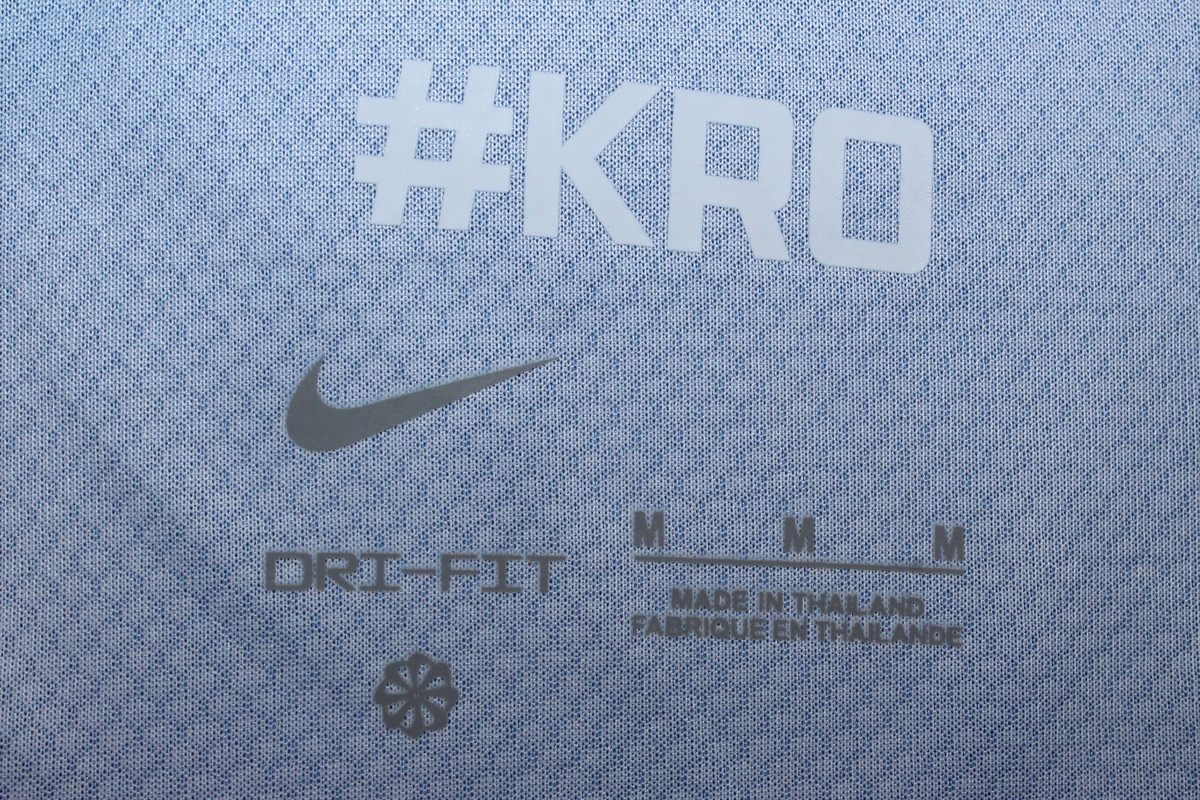 #KRO
DRI-FIT
M M M
MADE IN THAILAND
FABRIQUE EN THAILANDE